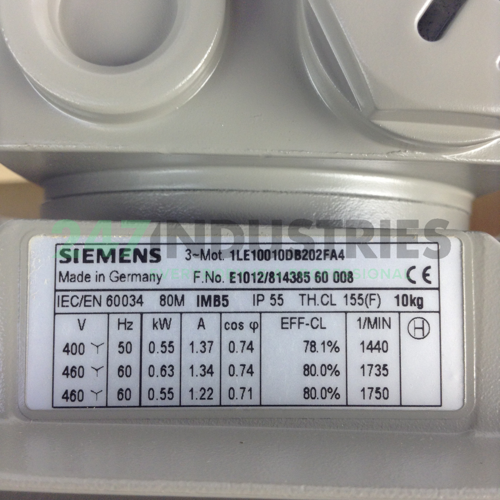 247 INDUSTRIES
SIEMENS 3~Mot. 1LE10010DB202FA4
Made in Germany F.No. E1012/814385 60 008 CE
IEC/EN 60034 80M IMB5 IP 55 TH.CL 155(F) 10kg
V Hz kW A cos φ EFF-CL 1/MIN H
400 Y 50 0.55 1.37 0.74 78.1% 1440
460 Y 60 0.63 1.34 0.74 80.0% 1735
460 Y 60 0.55 1.22 0.71 80.0% 1750